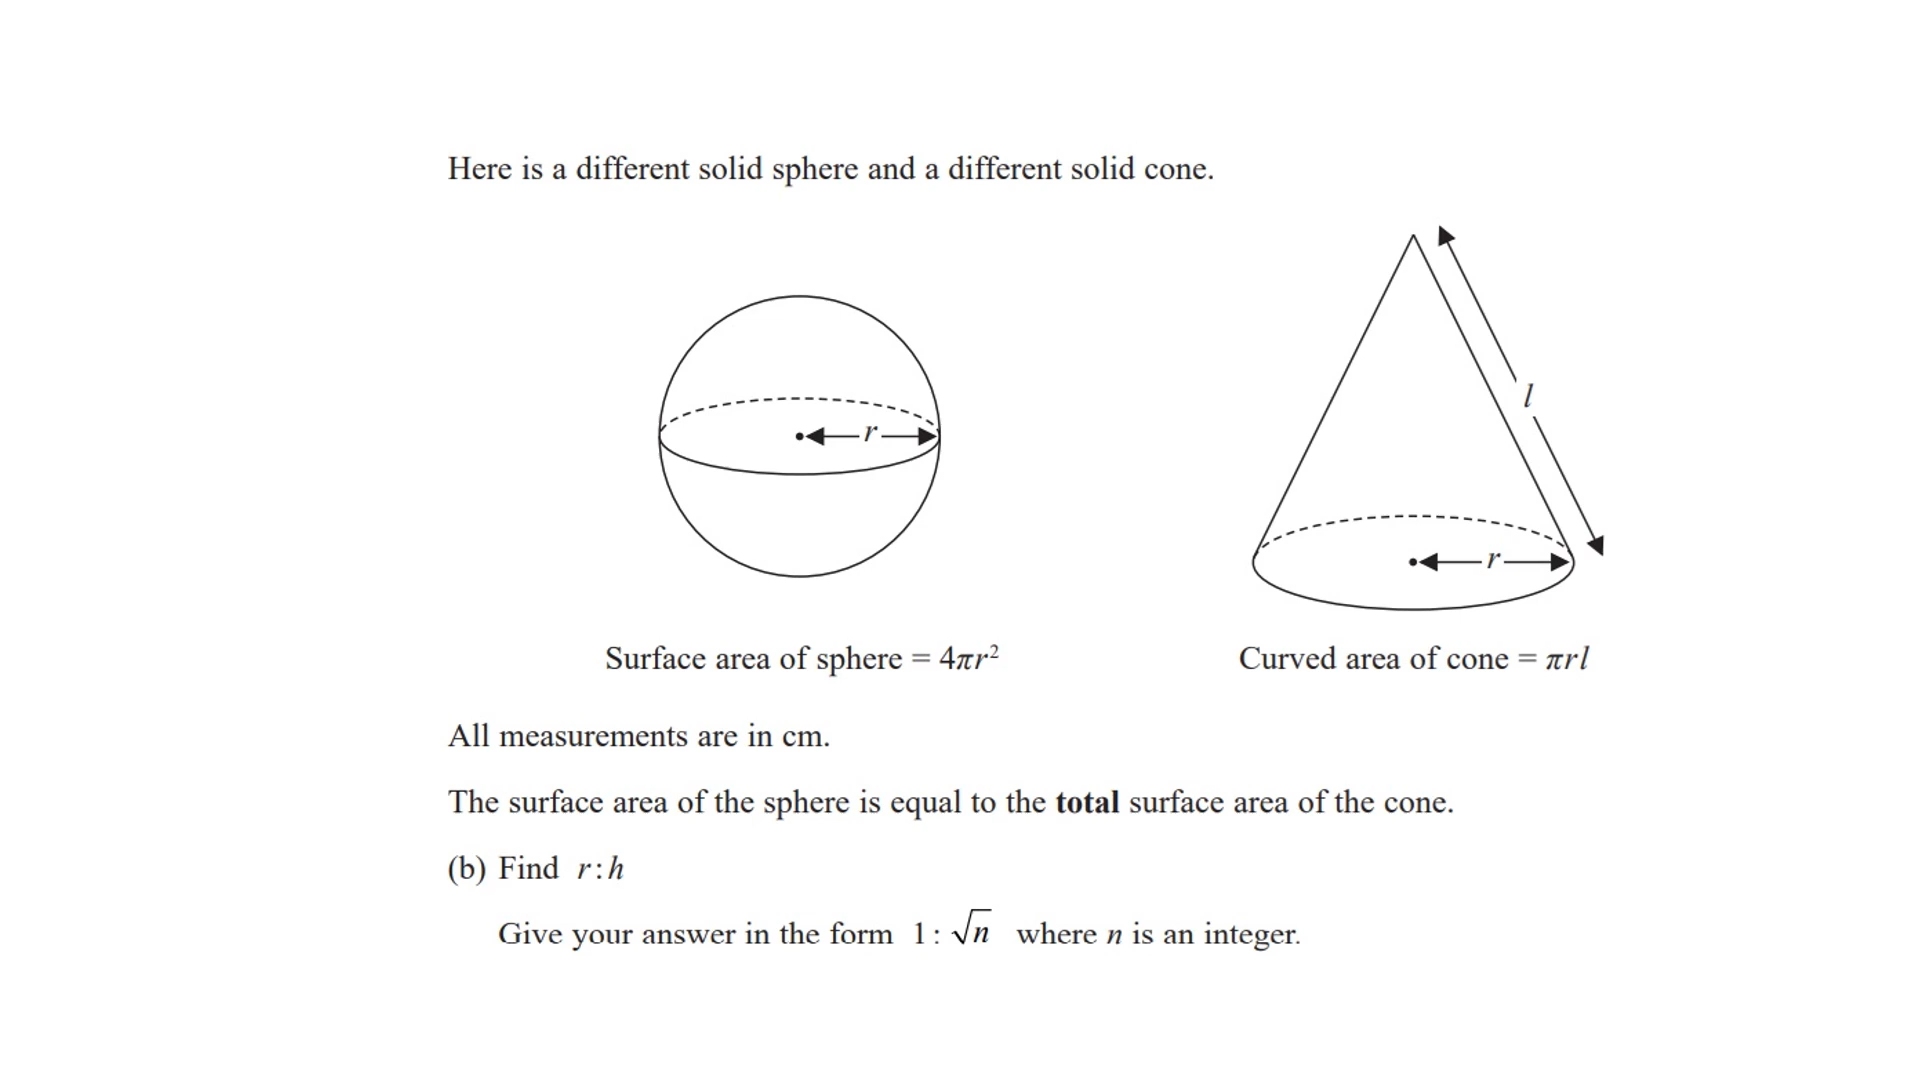 Here is a different solid sphere and a different solid cone.
l
r
r
Surface area of sphere = 4πr²
Curved area of cone = πrl
All measurements are in cm.
The surface area of the sphere is equal to the total surface area of the cone.
(b) Find r:h
Give your answer in the form 1:√n where n is an integer.